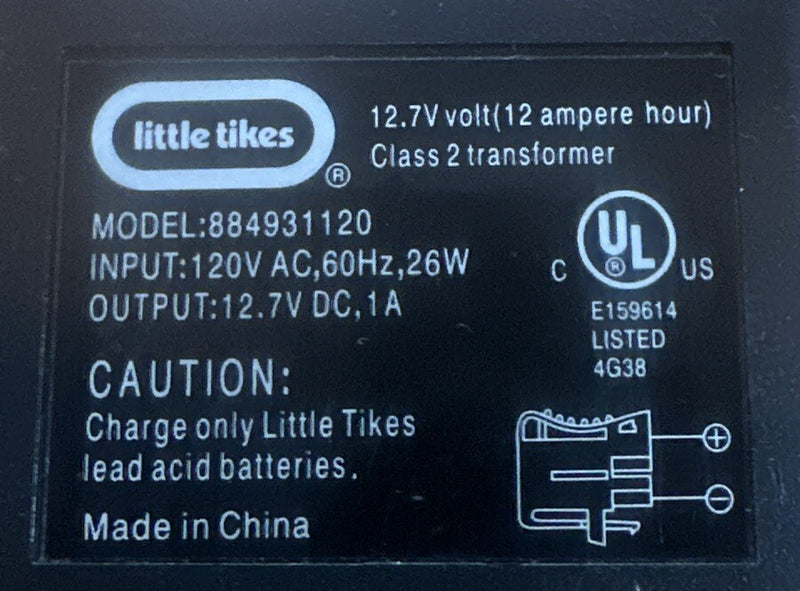 little tikes
®
12.7V volt(12 ampere hour)
Class 2 transformer
MODEL:884931120
INPUT:120V AC,60Hz,26W
OUTPUT:12.7V DC,1A
C UL ® US
E159614
LISTED
4G38
CAUTION:
Charge only Little Tikes
lead acid batteries.
Made in China
+
−